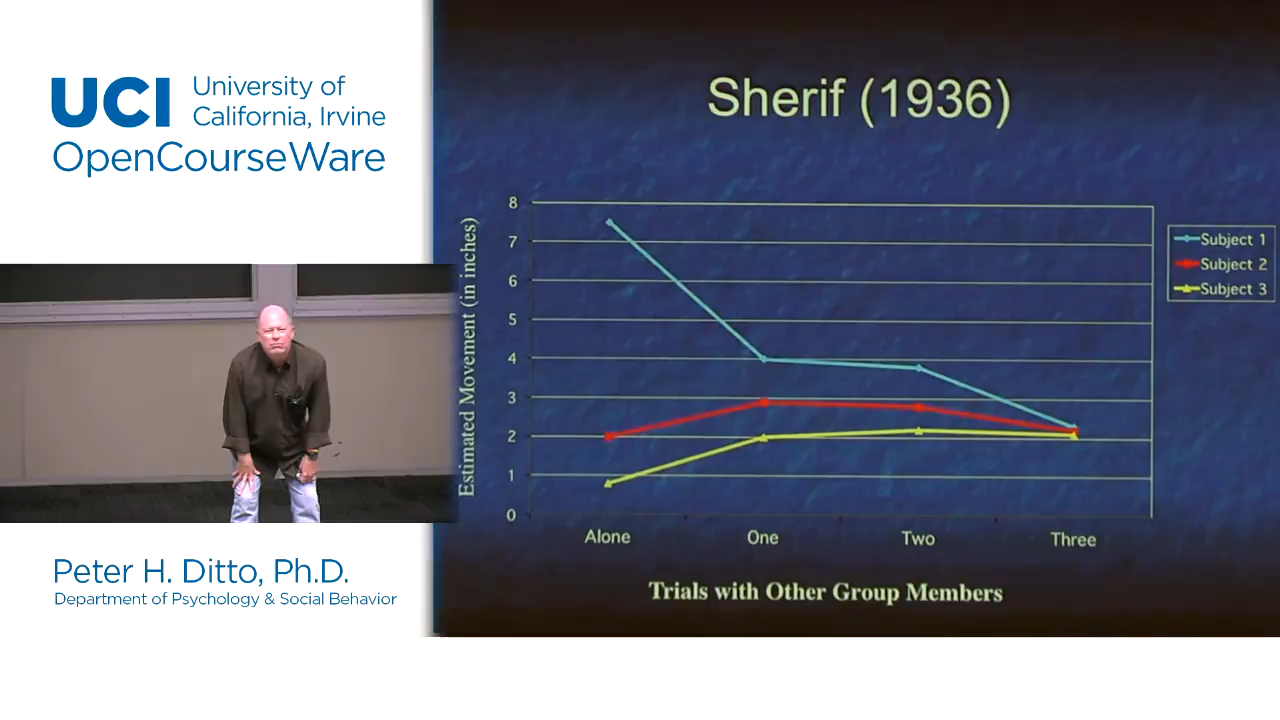 UCI University of
California, Irvine
OpenCourseWare
Peter H. Ditto, Ph.D.
Department of Psychology & Social Behavior
Sherif (1936)
Estimated Movement (in inches)
8
7
6
5
4
3
2
1
0
Alone One Two Three
Trials with Other Group Members
Subject 1
Subject 2
Subject 3